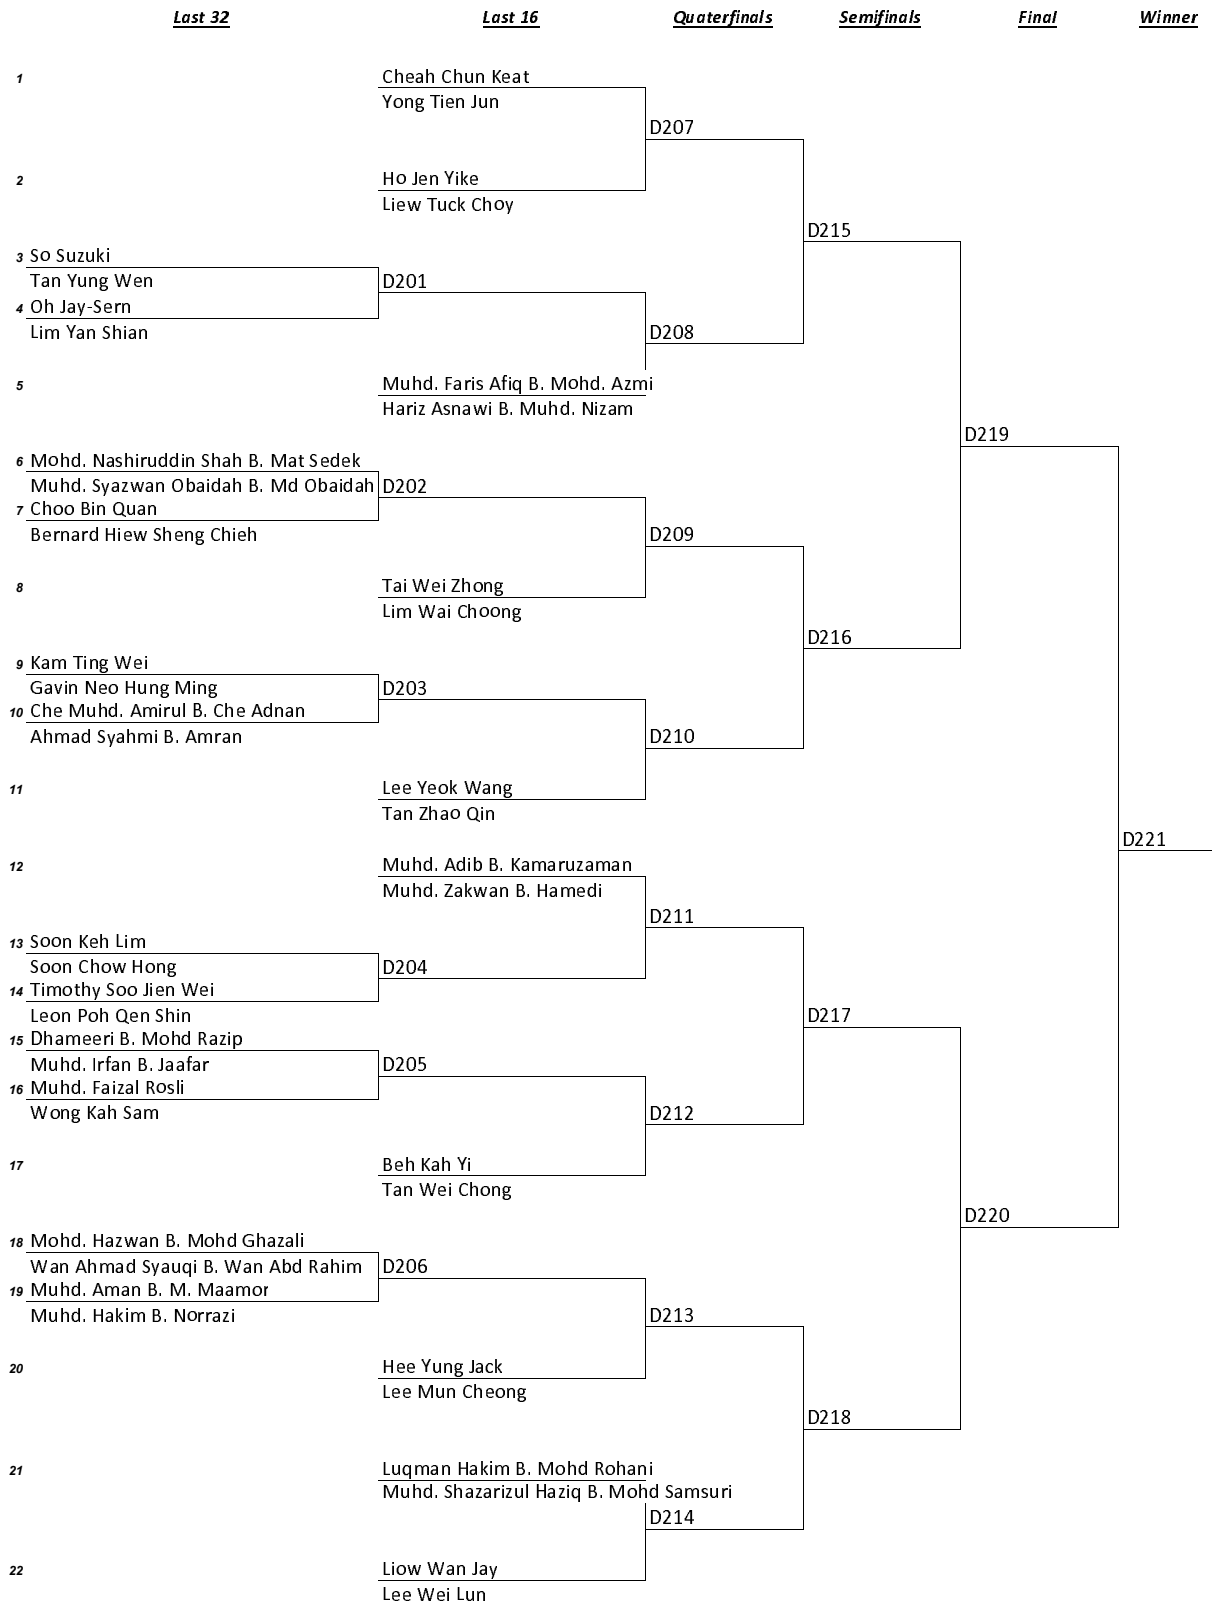 Last 32 Last 16 Quaterfinals Semifinals Final Winner
1 Cheah Chun Keat
Yong Tien Jun
D207
2 Ho Jen Yike
Liew Tuck Choy
D215
3 So Suzuki
Tan Yung Wen D201
4 Oh Jay-Sern
Lim Yan Shian D208
5 Muhd. Faris Afiq B. Mohd. Azmi
Hariz Asnawi B. Muhd. Nizam
D219
6 Mohd. Nashiruddin Shah B. Mat Sedek
Muhd. Syazwan Obaidah B. Md Obaidah D202
7 Choo Bin Quan
Bernard Hiew Sheng Chieh D209
8 Tai Wei Zhong
Lim Wai Choong
D216
9 Kam Ting Wei
Gavin Neo Hung Ming D203
10 Che Muhd. Amirul B. Che Adnan
Ahmad Syahmi B. Amran D210
11 Lee Yeok Wang
Tan Zhao Qin
D221
12 Muhd. Adib B. Kamaruzaman
Muhd. Zakwan B. Hamedi
D211
13 Soon Keh Lim
Soon Chow Hong D204
14 Timothy Soo Jien Wei
Leon Poh Qen Shin D217
15 Dhameeri B. Mohd Razip
Muhd. Irfan B. Jaafar D205
16 Muhd. Faizal Rosli
Wong Kah Sam D212
17 Beh Kah Yi
Tan Wei Chong
D220
18 Mohd. Hazwan B. Mohd Ghazali
Wan Ahmad Syauqi B. Wan Abd Rahim D206
19 Muhd. Aman B. M. Maamor
Muhd. Hakim B. Norrazi D213
20 Hee Yung Jack
Lee Mun Cheong
D218
21 Luqman Hakim B. Mohd Rohani
Muhd. Shazarizul Haziq B. Mohd Samsuri
D214
22 Liow Wan Jay
Lee Wei Lun